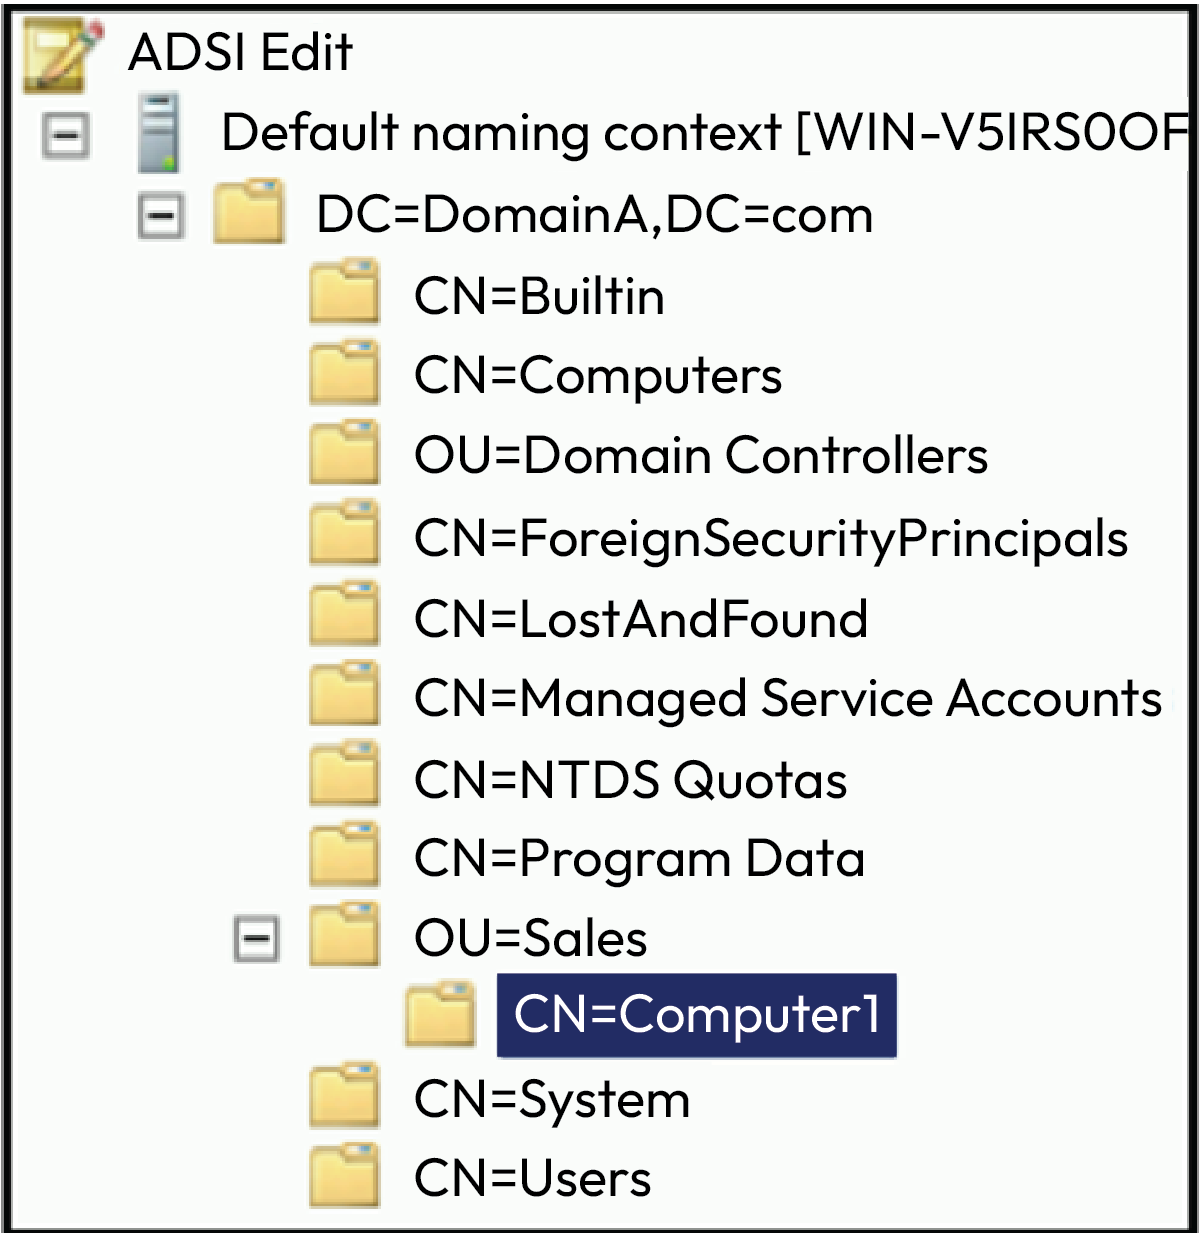 ADSI Edit
Default naming context [WIN-V5IRS0OF
DC=DomainA,DC=com
CN=Builtin
CN=Computers
OU=Domain Controllers
CN=ForeignSecurityPrincipals
CN=LostAndFound
CN=Managed Service Accounts
CN=NTDS Quotas
CN=Program Data
OU=Sales
CN=Computer1
CN=System
CN=Users